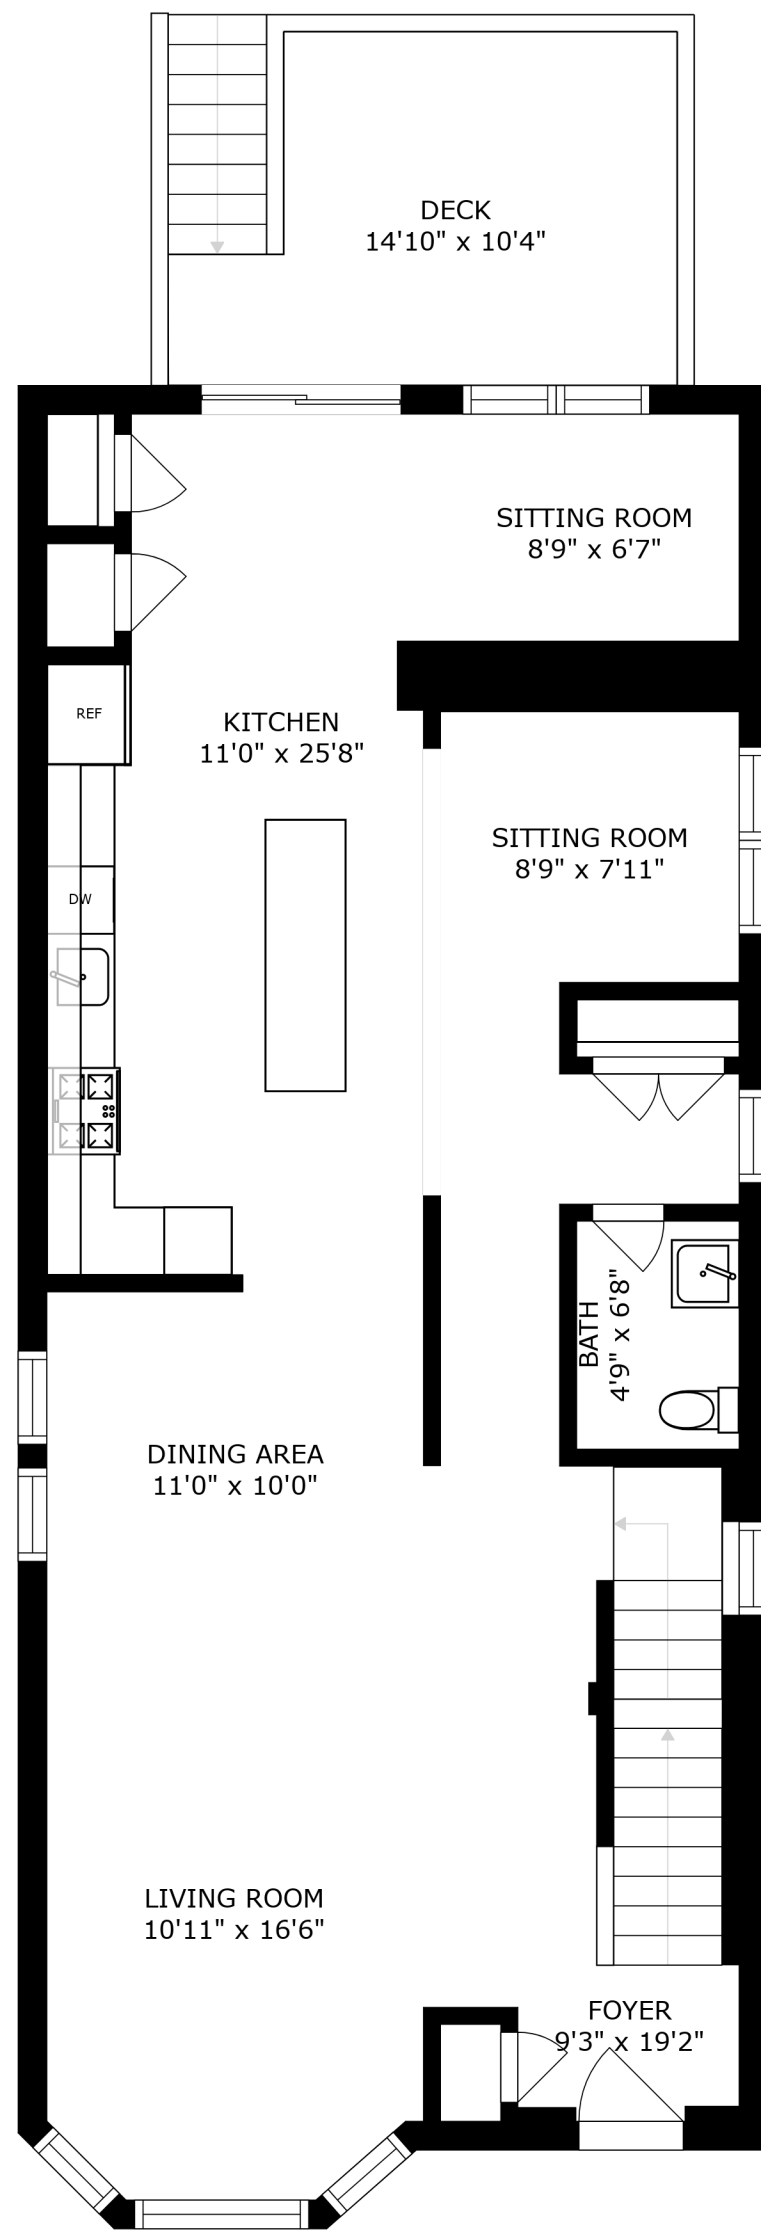 DECK
14'10" x 10'4"
SITTING ROOM
8'9" x 6'7"
REF
KITCHEN
11'0" x 25'8"
SITTING ROOM
8'9" x 7'11"
DW
BATH
4'9" x 6'8"
DINING AREA
11'0" x 10'0"
LIVING ROOM
10'11" x 16'6"
FOYER
9'3" x 19'2"